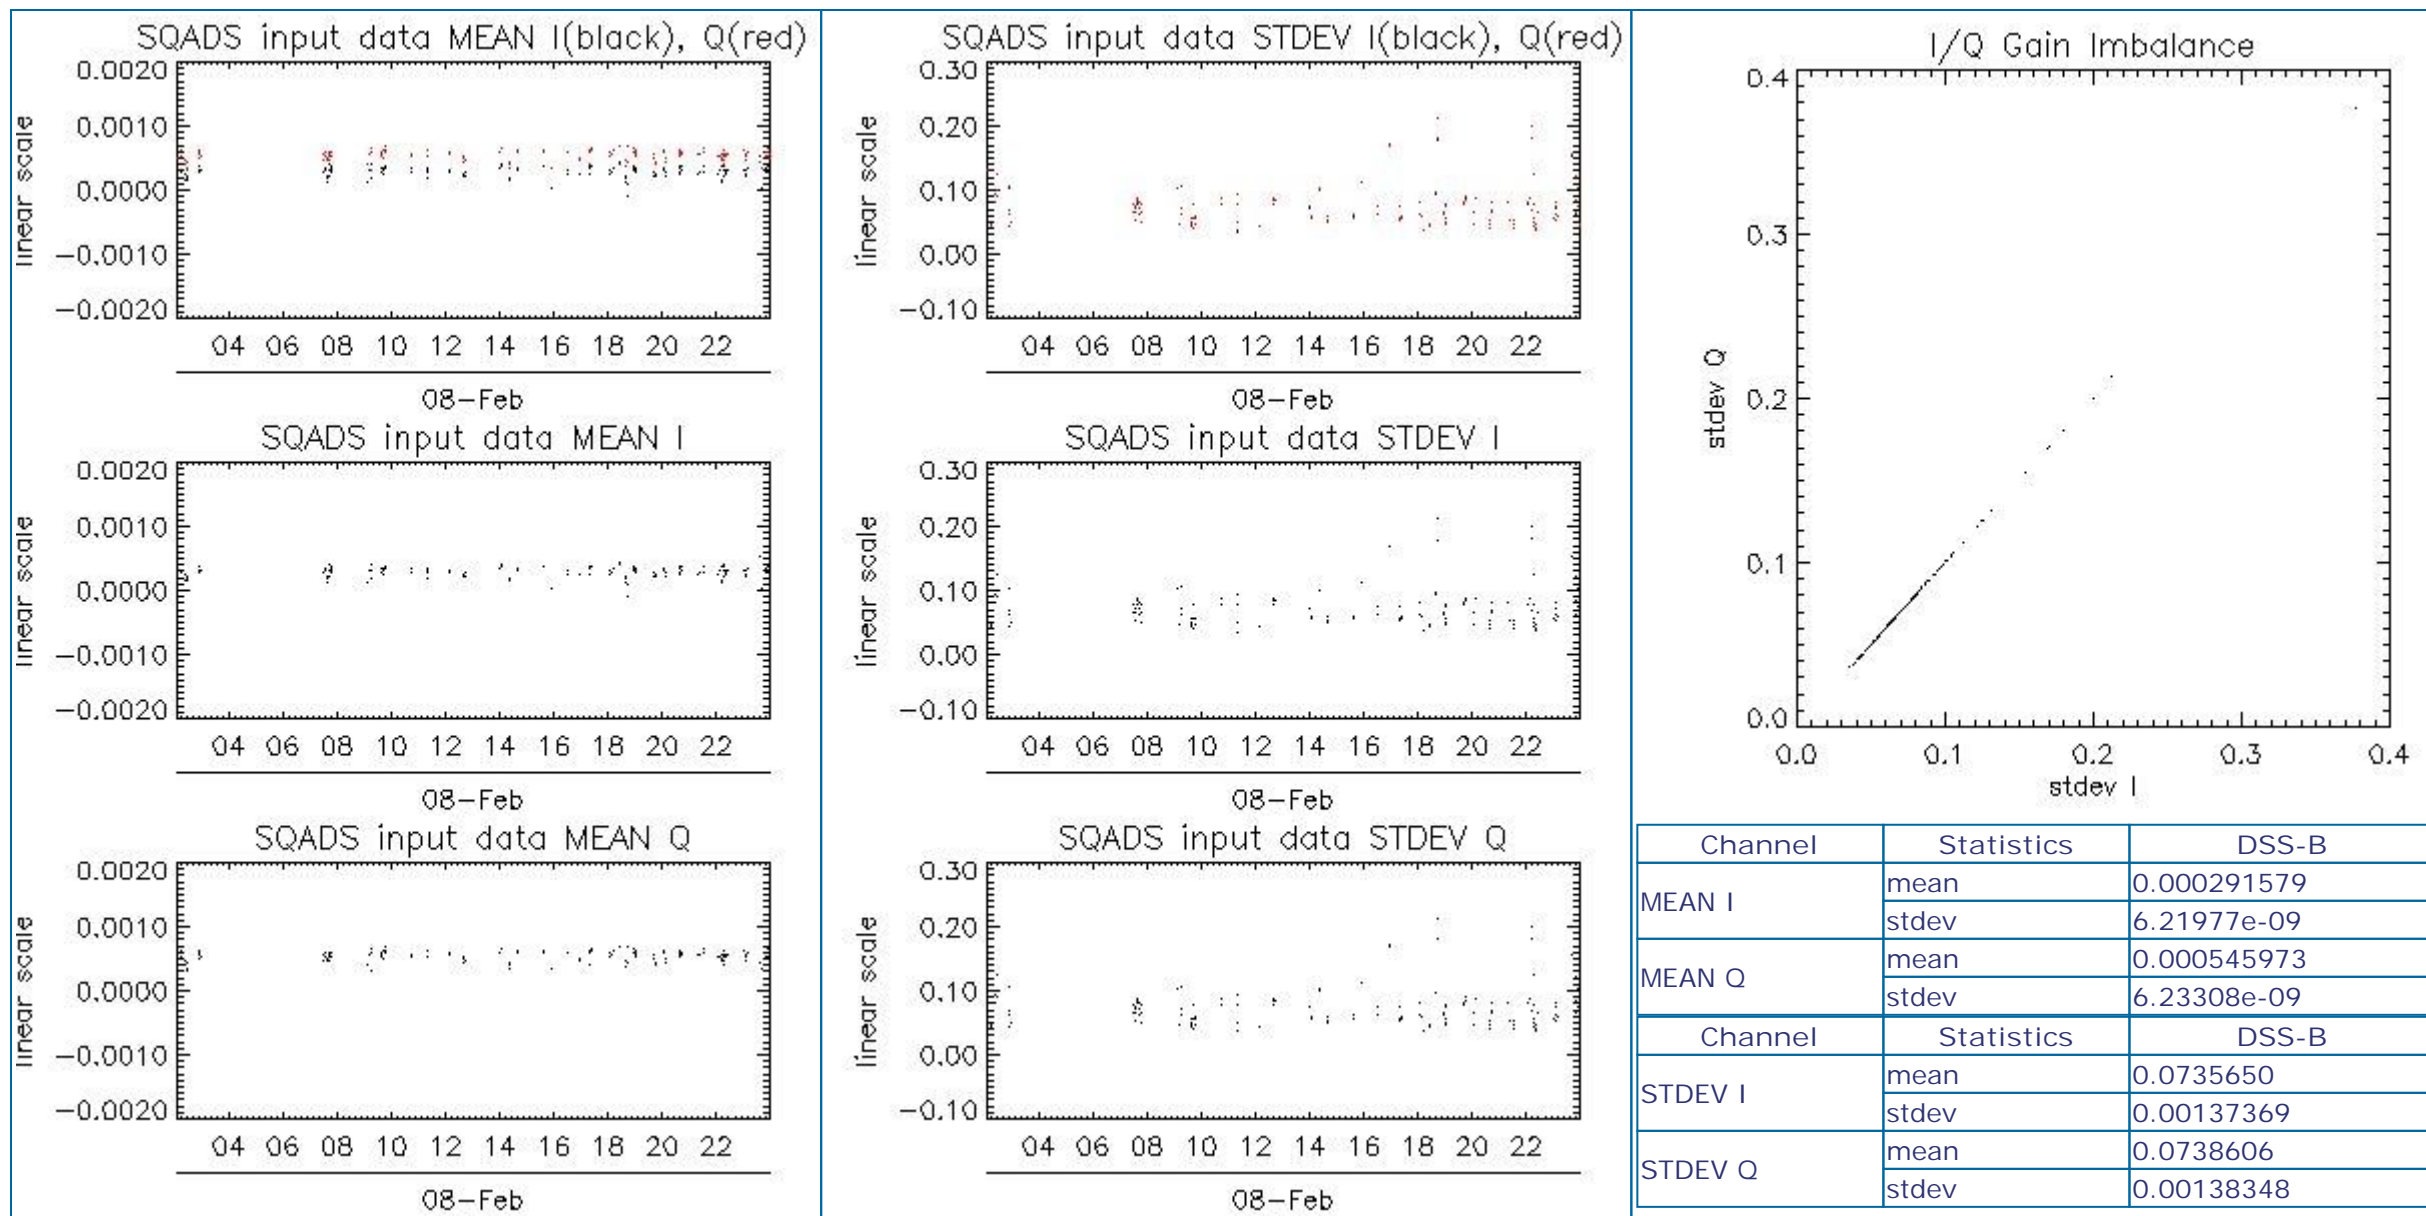 SQADS input data MEAN I(black), Q(red)
linear scale
0.0020
0.0010
0.0000
-0.0010
-0.0020
04 06 08 10 12 14 16 18 20 22
08-Feb
SQADS input data MEAN I
linear scale
0.0020
0.0010
0.0000
-0.0010
-0.0020
04 06 08 10 12 14 16 18 20 22
08-Feb
SQADS input data MEAN Q
linear scale
0.0020
0.0010
0.0000
-0.0010
-0.0020
04 06 08 10 12 14 16 18 20 22
08-Feb
SQADS input data STDEV I(black), Q(red)
linear scale
0.30
0.20
0.10
0.00
-0.10
04 06 08 10 12 14 16 18 20 22
08-Feb
SQADS input data STDEV I
linear scale
0.30
0.20
0.10
0.00
-0.10
04 06 08 10 12 14 16 18 20 22
08-Feb
SQADS input data STDEV Q
linear scale
0.30
0.20
0.10
0.00
-0.10
04 06 08 10 12 14 16 18 20 22
08-Feb
I/Q Gain Imbalance
stdev Q
0.4
0.3
0.2
0.1
0.0
0.0 0.1 0.2 0.3 0.4
stdev I
Channel Statistics DSS-B
MEAN I mean 0.000291579
stdev 6.21977e-09
MEAN Q mean 0.000545973
stdev 6.23308e-09
Channel Statistics DSS-B
STDEV I mean 0.0735650
stdev 0.00137369
STDEV Q mean 0.0738606
stdev 0.00138348